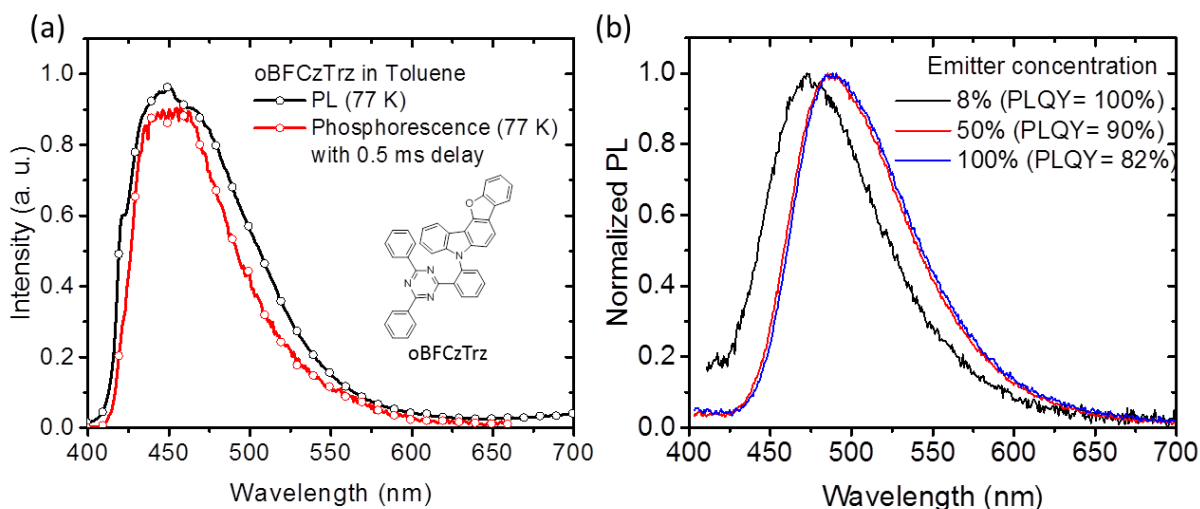 (a)
Intensity (a. u.)
1.0
0.8
0.6
0.4
0.2
0.0
oBFCzTrz in Toluene
PL (77 K)
Phosphorescence (77 K)
with 0.5 ms delay
O
N
N
N
N
oBFCzTrz
400 450 500 550 600 650 700
Wavelength (nm)
(b)
Normalized PL
1.0
0.8
0.6
0.4
0.2
0.0
Emitter concentration
8% (PLQY= 100%)
50% (PLQY= 90%)
100% (PLQY= 82%)
400 450 500 550 600 650 700
Wavelength (nm)